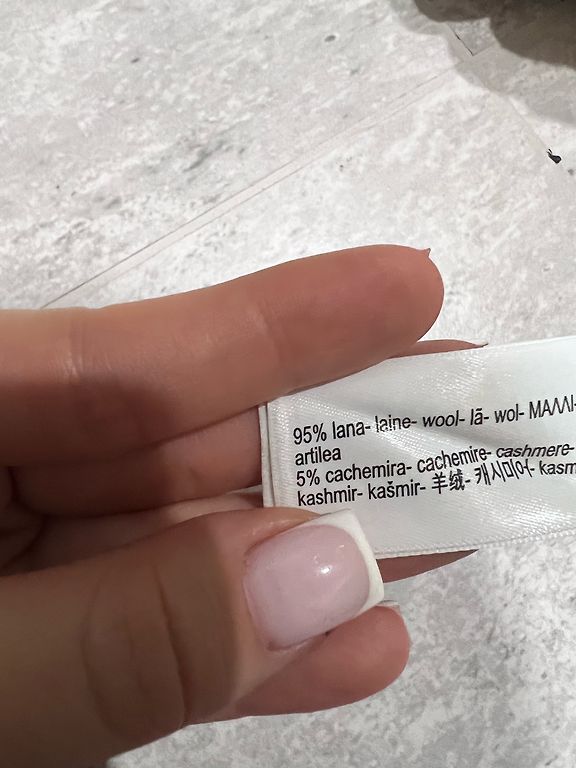 95% lana- laine- wool- lã- wol- ΜΑΛΛΙ-
artilea
5% cachemira- cachemire- cashmere-
kashmir- kašmir- 羊绒- 캐시미어-